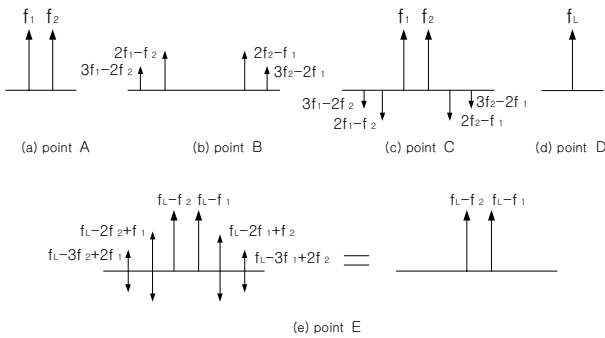 f1 f2
(a) point A
2f1-f2 2f2-f1
3f1-2f2 3f2-2f1
(b) point B
f1 f2
3f1-2f2 3f2-2f1
2f1-f2 2f2-f1
(c) point C
fL
(d) point D
fL-f2 fL-f1
fL-2f2+f1 fL-2f1+f2
fL-3f2+2f1 fL-3f1+2f2
=
fL-f2 fL-f1
(e) point E